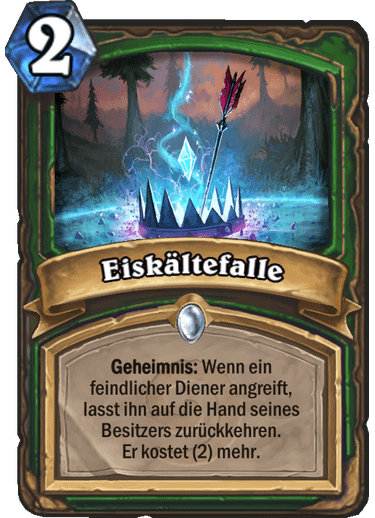 2
Eiskältefalle
Geheimnis: Wenn ein
feindlicher Diener angreift,
lasst ihn auf die Hand seines
Besitzers zurückkehren.
Er kostet (2) mehr.